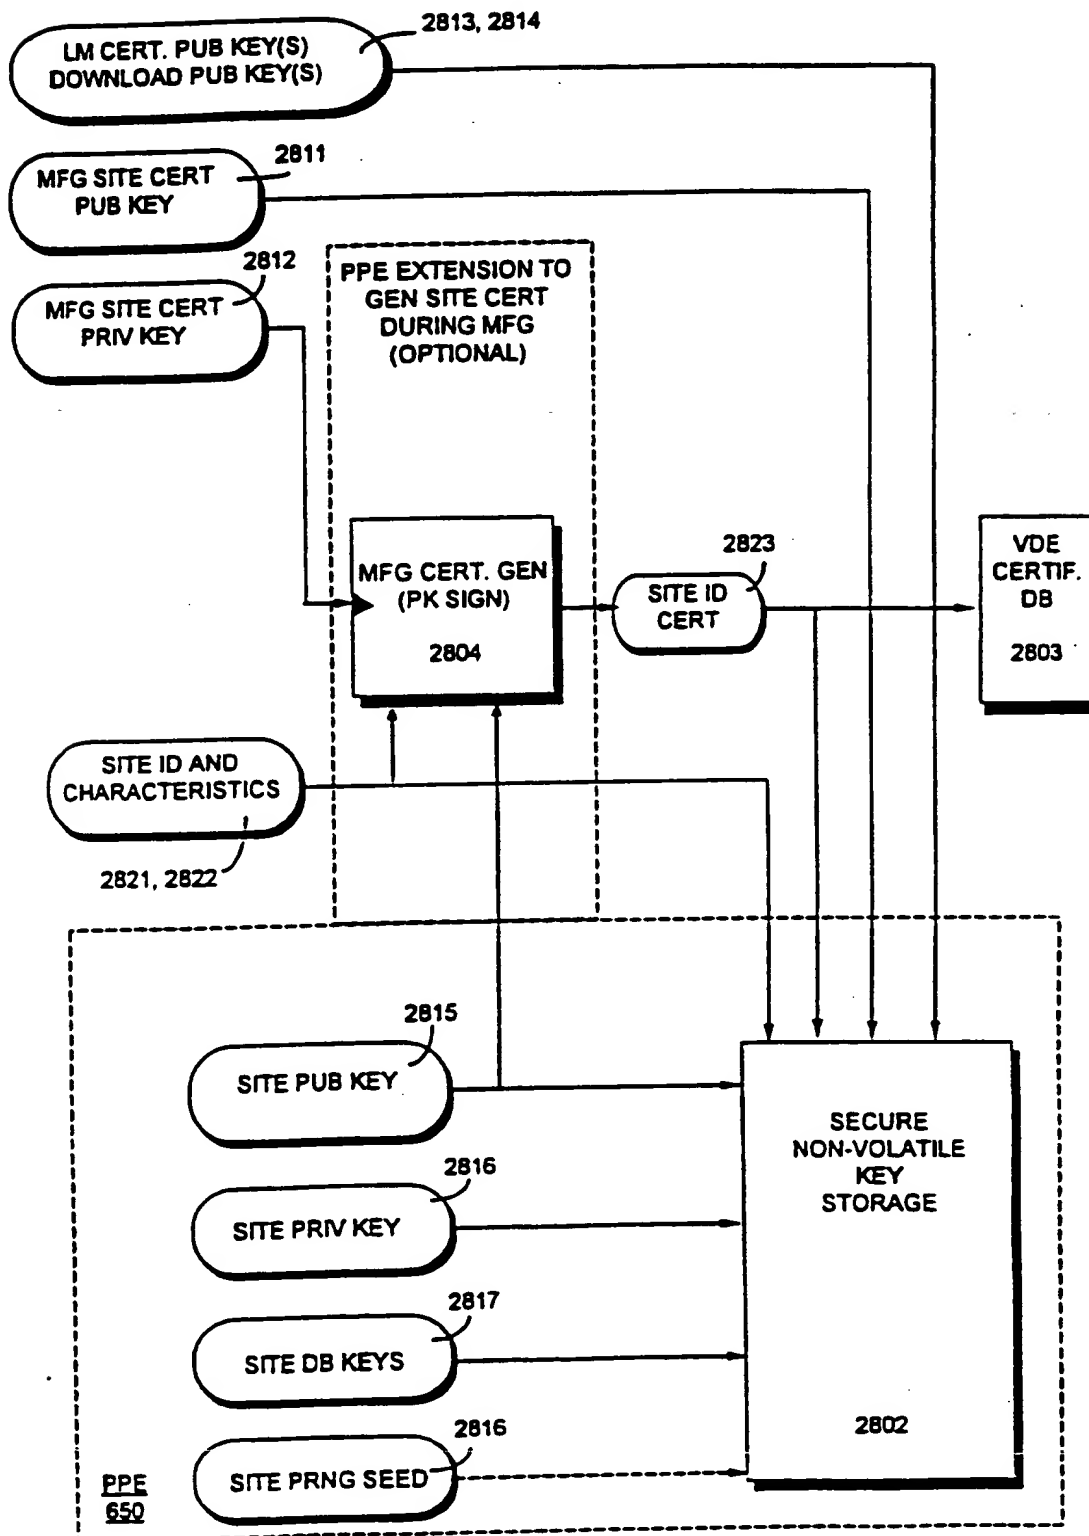 2813, 2814
LM CERT. PUB KEY(S)
DOWNLOAD PUB KEY(S)
2811
MFG SITE CERT
PUB KEY
2812
MFG SITE CERT
PRIV KEY
PPE EXTENSION TO
GEN SITE CERT
DURING MFG
(OPTIONAL)
MFG CERT. GEN
(PK SIGN)
2804
2823
SITE ID
CERT
VDE
CERTIF.
DB
2803
SITE ID AND
CHARACTERISTICS
2821, 2822
2815
SITE PUB KEY
2816
SITE PRIV KEY
2817
SITE DB KEYS
2816
SITE PRNG SEED
SECURE
NON-VOLATILE
KEY
STORAGE
2802
PPE
650